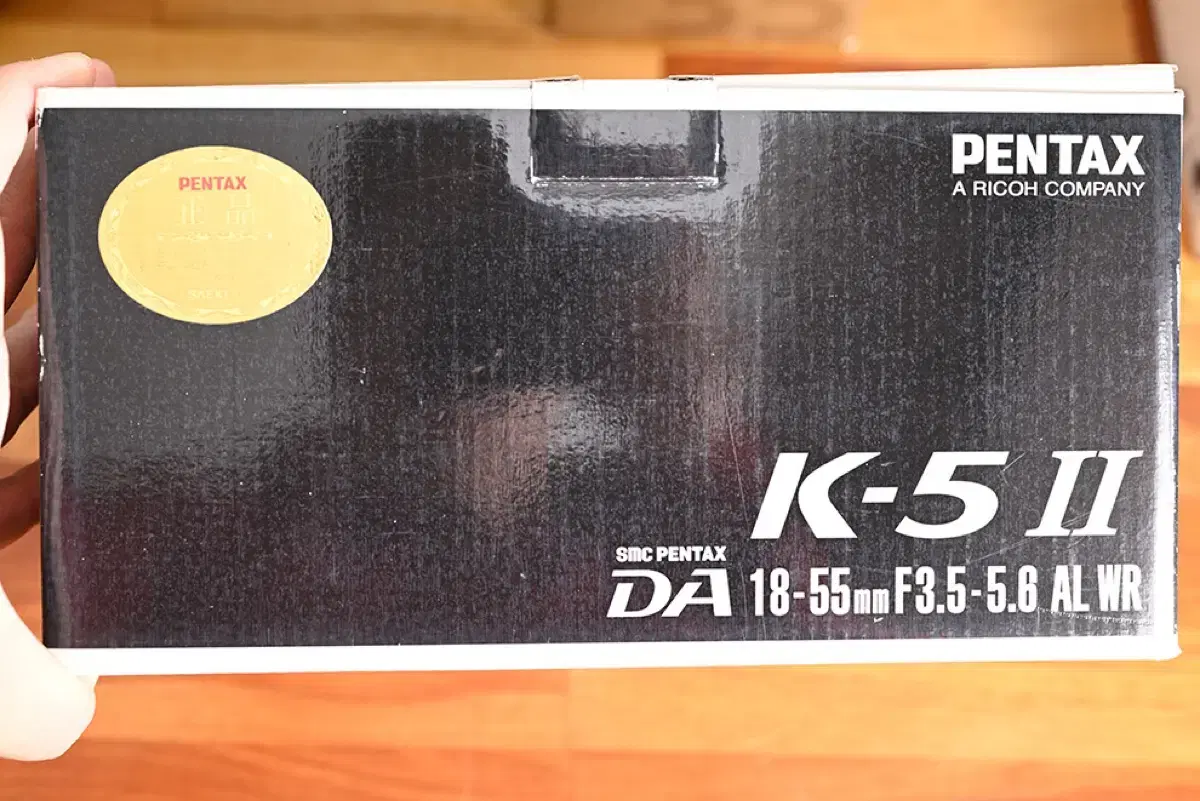 PENTAX
正品
PENTAX
A RICOH COMPANY
K-5 II
smc PENTAX
DA 18-55mm F3.5-5.6 AL WR